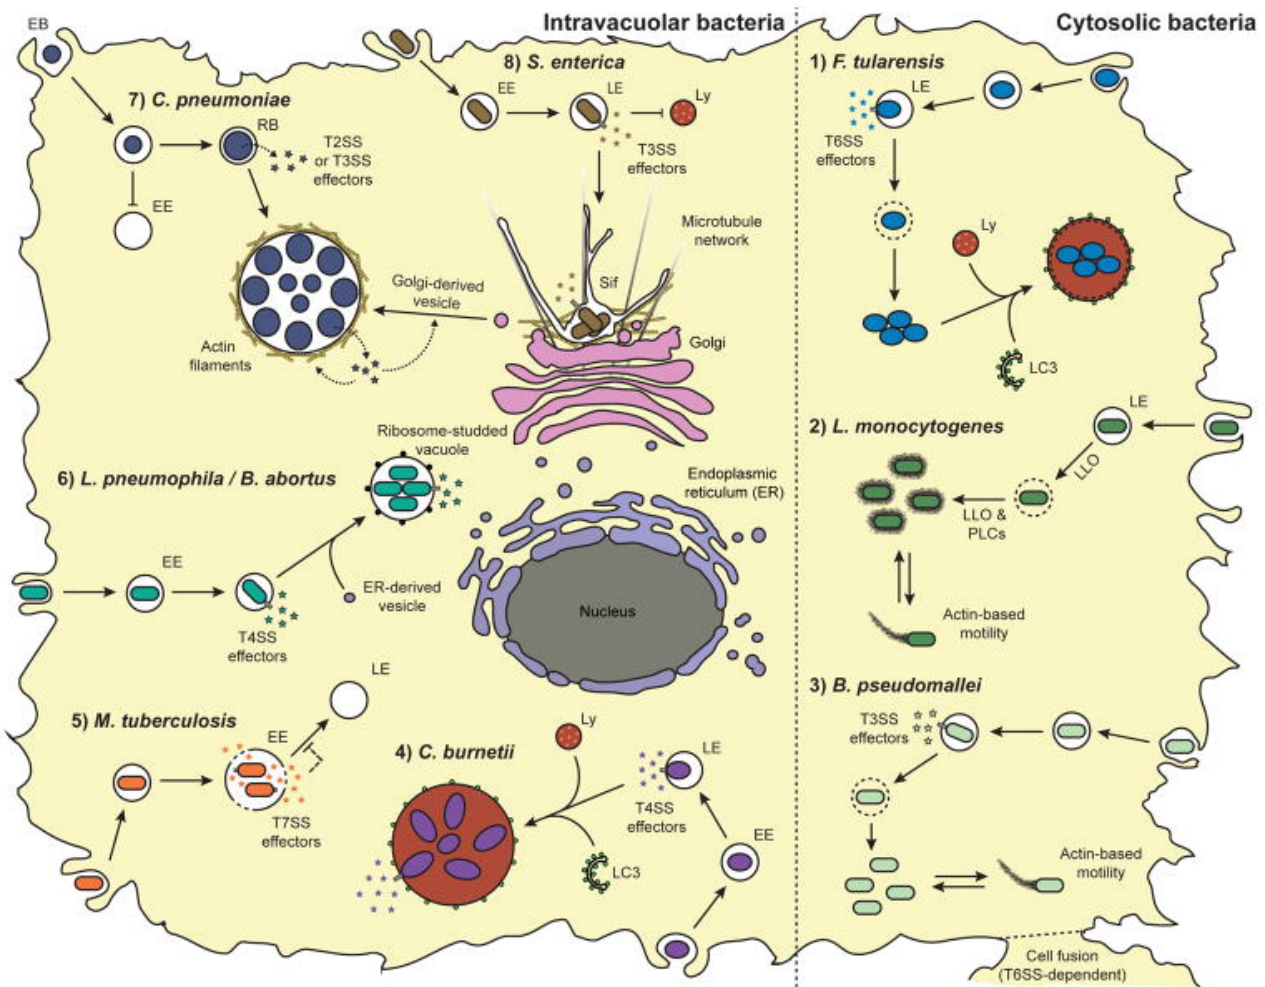 Intravacuolar bacteria
Cytosolic bacteria
EB
7) C. pneumoniae
RB
T2SS
or T3SS
effectors
EE
Actin
filaments
Golgi-derived
vesicle
8) S. enterica
EE
LE
Ly
T3SS
effectors
Microtubule
network
Sif
Golgi
1) F. tularensis
LE
T6SS
effectors
Ly
LC3
2) L. monocytogenes
LE
LLO
LLO &
PLCs
Actin-based
motility
6) L. pneumophila / B. abortus
Ribosome-studded
vacuole
EE
T4SS
effectors
ER-derived
vesicle
Endoplasmic
reticulum (ER)
Nucleus
5) M. tuberculosis
EE
LE
T7SS
effectors
4) C. burnetii
Ly
LE
T4SS
effectors
EE
LC3
3) B. pseudomallei
T3SS
effectors
Actin-based
motility
Cell fusion
(T6SS-dependent)